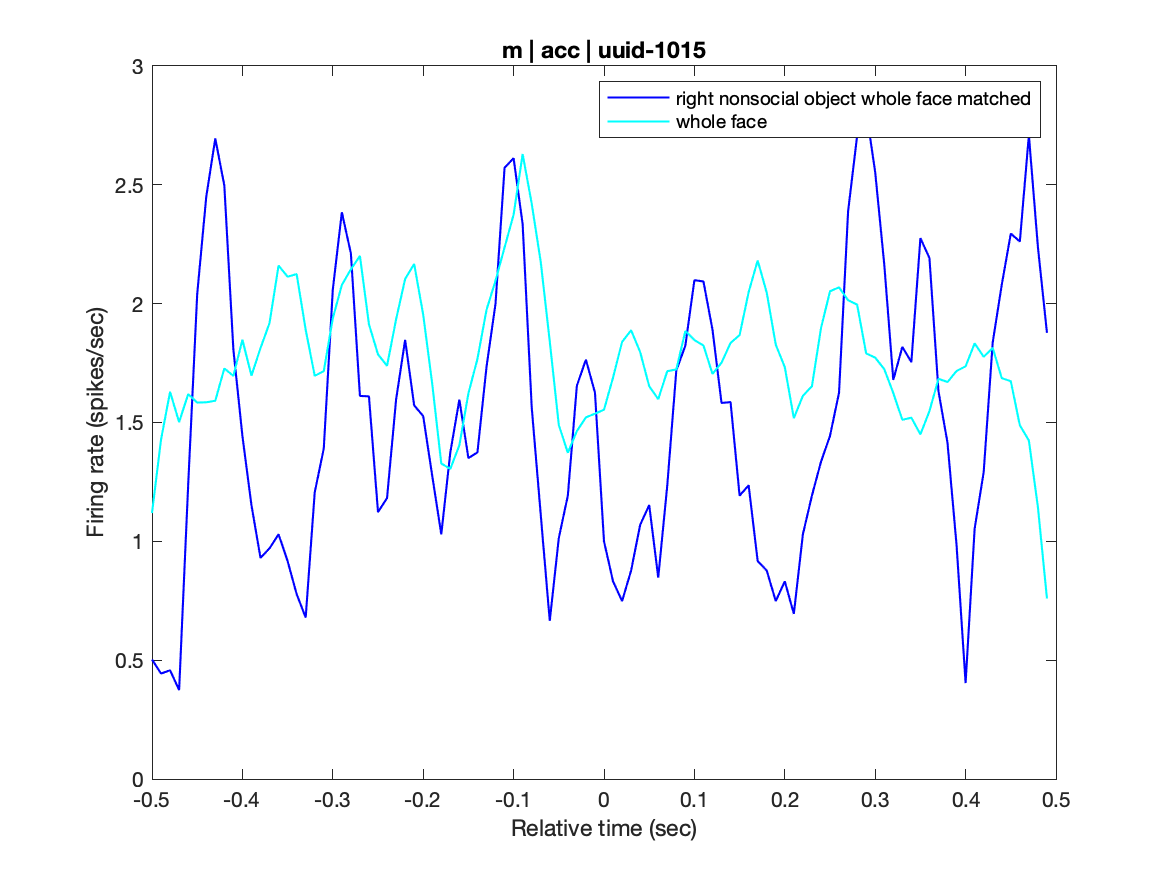 m | acc | uuid-1015
right nonsocial object whole face matched
whole face
Firing rate (spikes/sec)
3
2.5
2
1.5
1
0.5
0
-0.5 -0.4 -0.3 -0.2 -0.1 0 0.1 0.2 0.3 0.4 0.5
Relative time (sec)